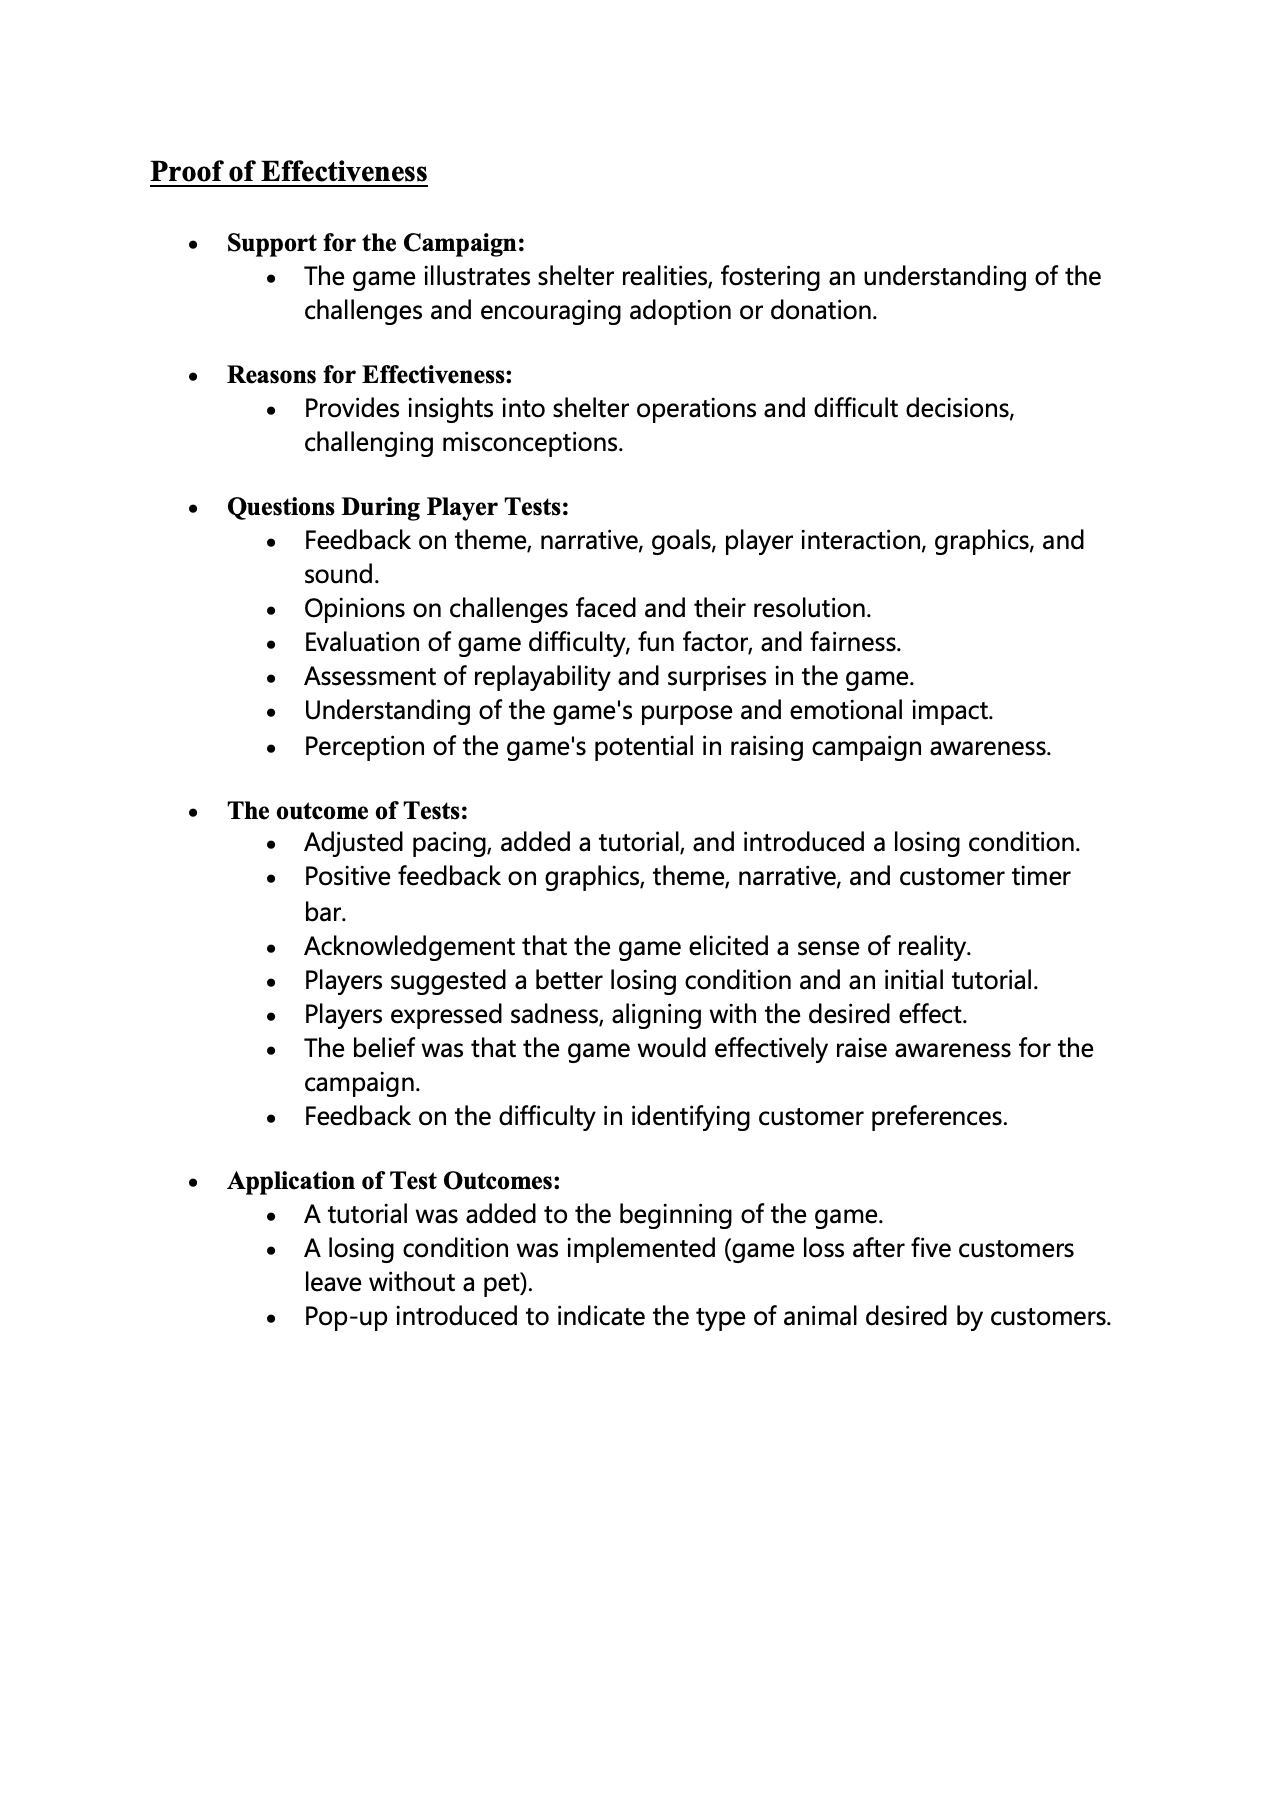 Proof of Effectiveness
• Support for the Campaign:
• The game illustrates shelter realities, fostering an understanding of the
challenges and encouraging adoption or donation.
• Reasons for Effectiveness:
• Provides insights into shelter operations and difficult decisions,
challenging misconceptions.
• Questions During Player Tests:
• Feedback on theme, narrative, goals, player interaction, graphics, and
sound.
• Opinions on challenges faced and their resolution.
• Evaluation of game difficulty, fun factor, and fairness.
• Assessment of replayability and surprises in the game.
• Understanding of the game's purpose and emotional impact.
• Perception of the game's potential in raising campaign awareness.
• The outcome of Tests:
• Adjusted pacing, added a tutorial, and introduced a losing condition.
• Positive feedback on graphics, theme, narrative, and customer timer
bar.
• Acknowledgement that the game elicited a sense of reality.
• Players suggested a better losing condition and an initial tutorial.
• Players expressed sadness, aligning with the desired effect.
• The belief was that the game would effectively raise awareness for the
campaign.
• Feedback on the difficulty in identifying customer preferences.
• Application of Test Outcomes:
• A tutorial was added to the beginning of the game.
• A losing condition was implemented (game loss after five customers
leave without a pet).
• Pop-up introduced to indicate the type of animal desired by customers.